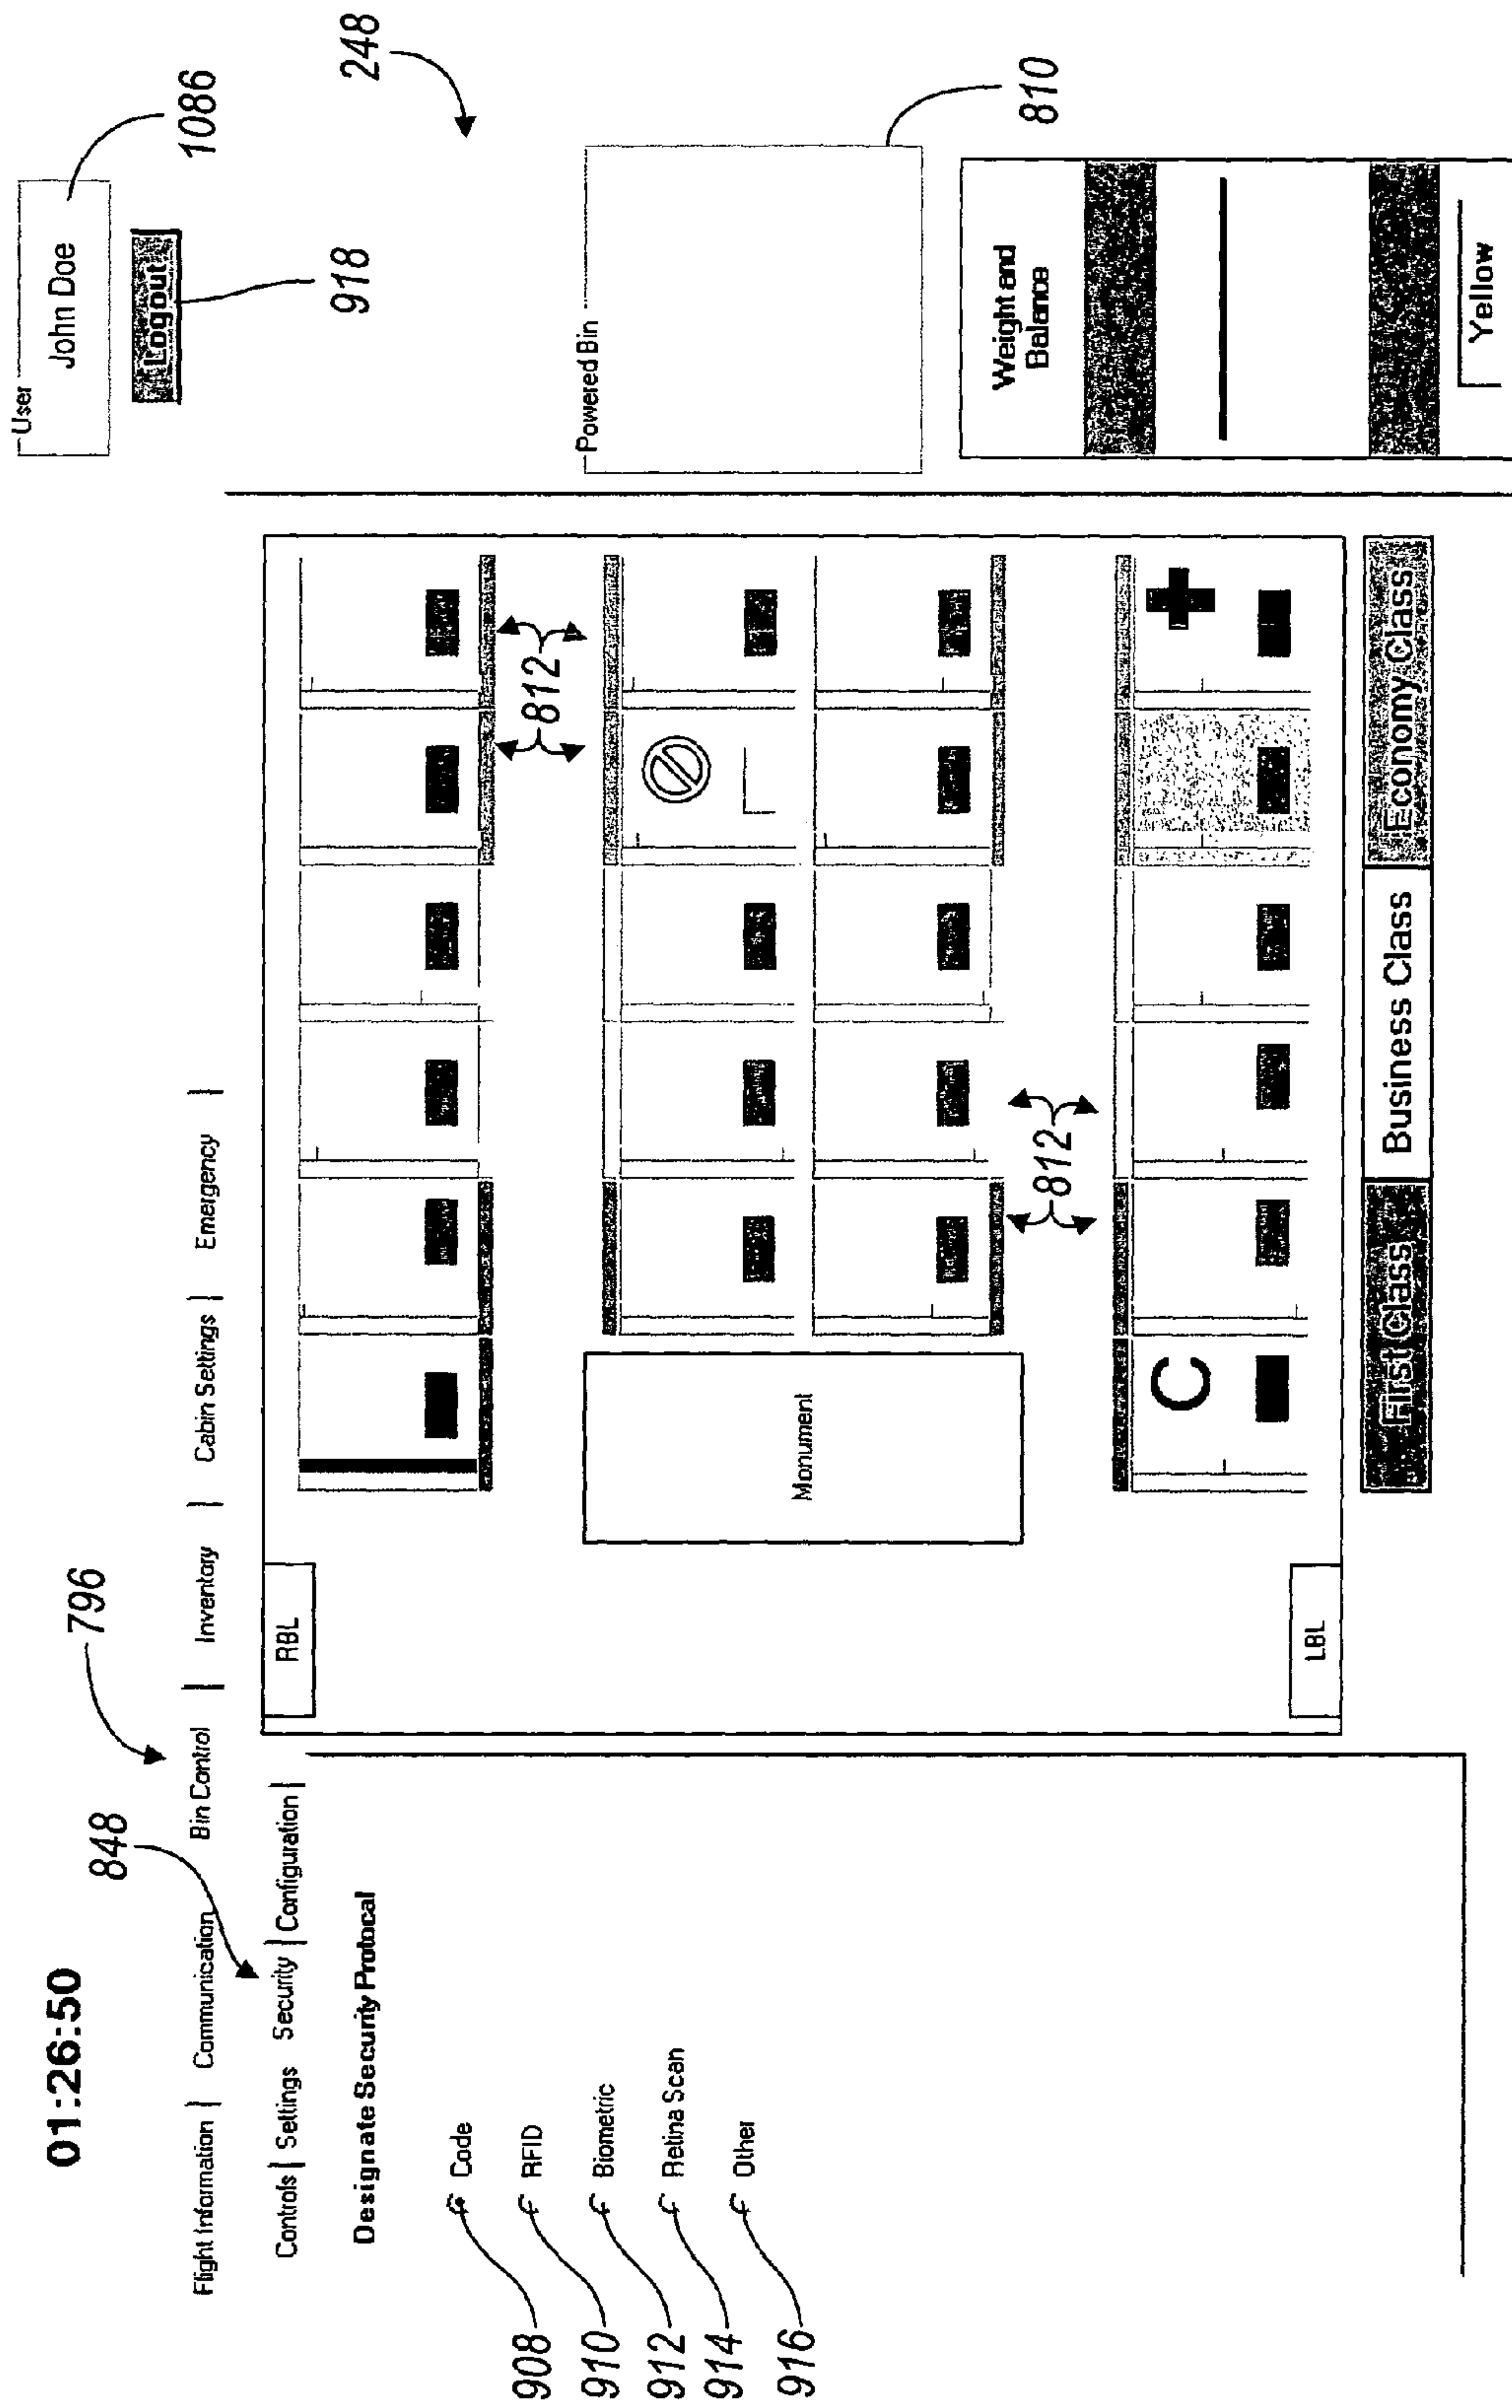 01:26:50
User
John Doe
1086
Logout
918
248
848
796
Flight Information | Communication Bin Control | Inventory | Cabin Settings | Emergency |
Controls | Settings Security | Configuration |
Designate Security Protocal
908
Code
910
RFID
912
Biometric
914
Retina Scan
916
Other
RBL
812
Monument
812
C
LBL
First Class
Business Class
Economy Class
Powered Bin
810
Weight and
Balance
Yellow